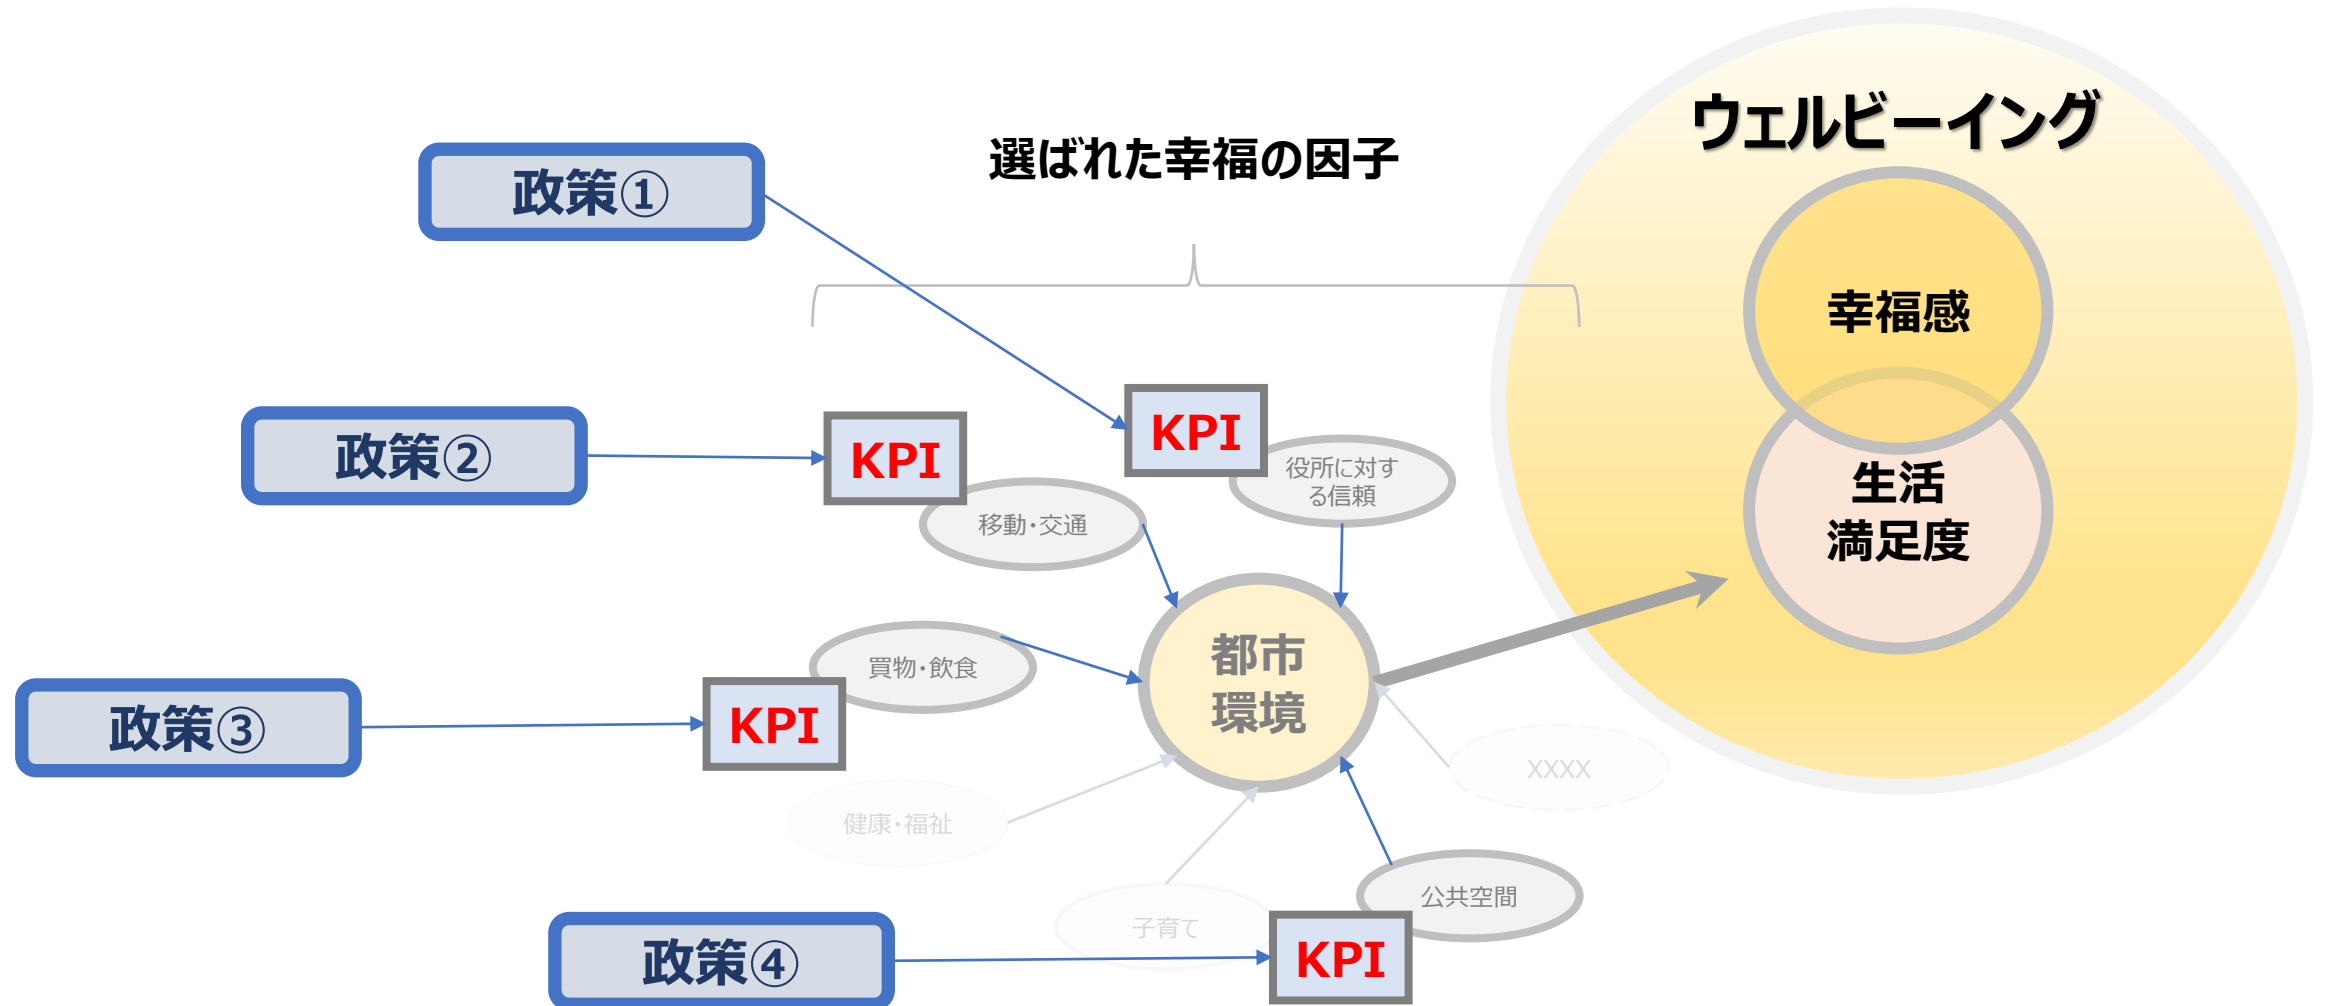 ウェルビーイング
選ばれた幸福の因子
政策①
幸福感
KPI
政策②
KPI
役所に対す
る信頼
移動・交通
生活
満足度
都市
環境
買物・飲食
政策③
KPI
XXXX
健康・福祉
公共空間
子育て
政策④
KPI